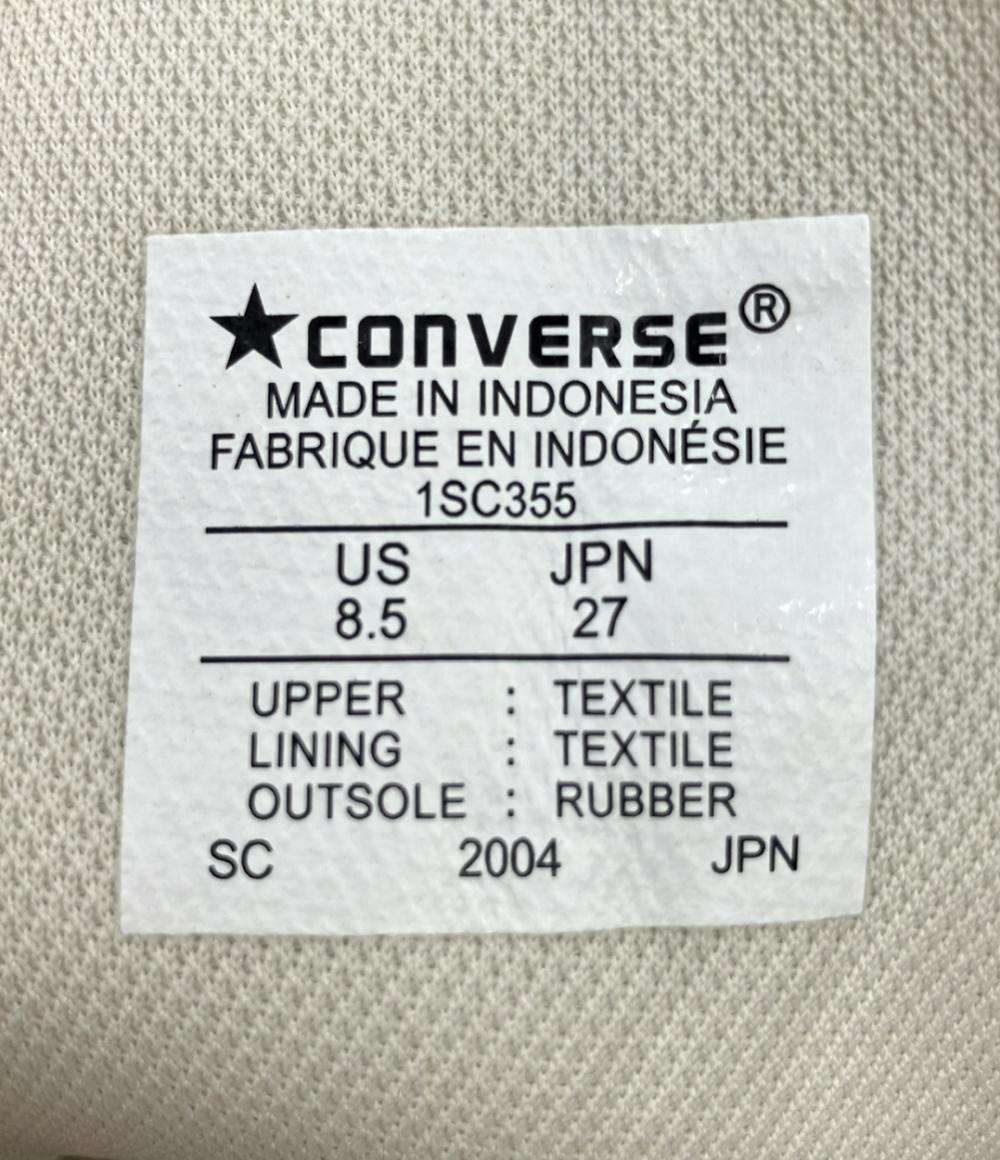 ★CONVERSE®
MADE IN INDONESIA
FABRIQUE EN INDONÉSIE
1SC355
US JPN
8.5 27
UPPER : TEXTILE
LINING : TEXTILE
OUTSOLE : RUBBER
SC 2004 JPN